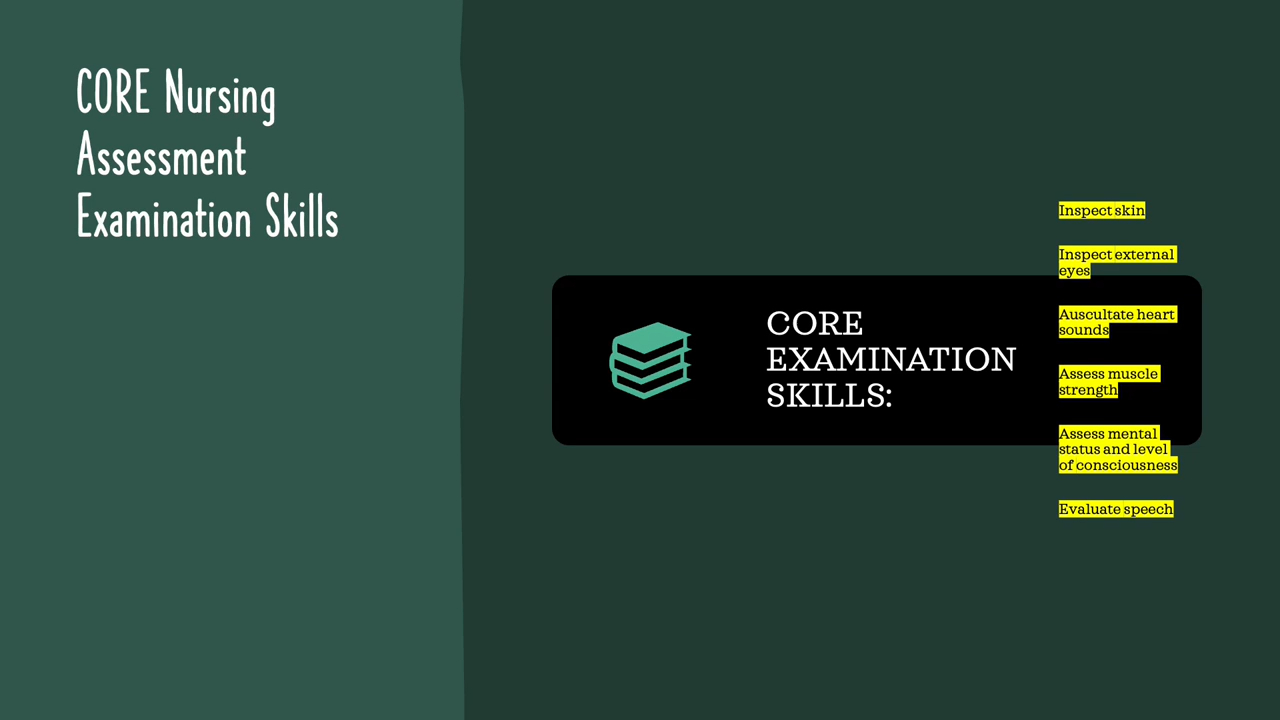 CORE Nursing
Assessment
Examination Skills
CORE
EXAMINATION
SKILLS:
Inspect skin
Inspect external
eyes
Auscultate heart
sounds
Assess muscle
strength
Assess mental
status and level
of consciousness
Evaluate speech